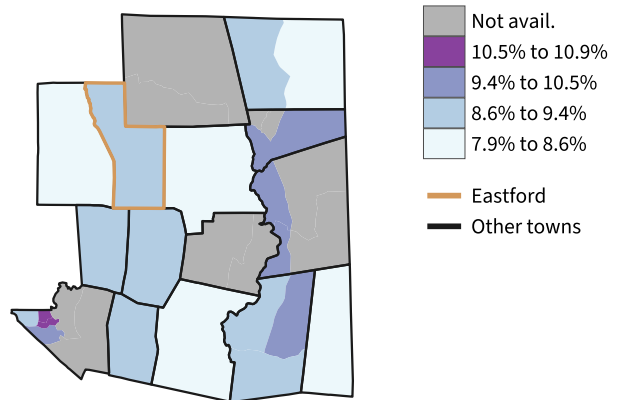 Not avail.
10.5% to 10.9%
9.4% to 10.5%
8.6% to 9.4%
7.9% to 8.6%
Eastford
Other towns